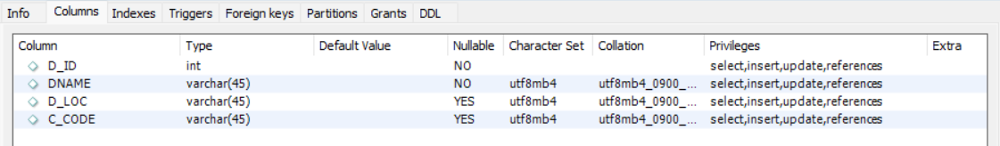 Info Columns Indexes Triggers Foreign keys Partitions Grants DDL
Column Type Default Value Nullable Character Set Collation Privileges Extra
D_ID int NO select,insert,update,references
DNAME varchar(45) NO utf8mb4 utf8mb4_0900_... select,insert,update,references
D_LOC varchar(45) YES utf8mb4 utf8mb4_0900_... select,insert,update,references
C_CODE varchar(45) YES utf8mb4 utf8mb4_0900_... select,insert,update,references